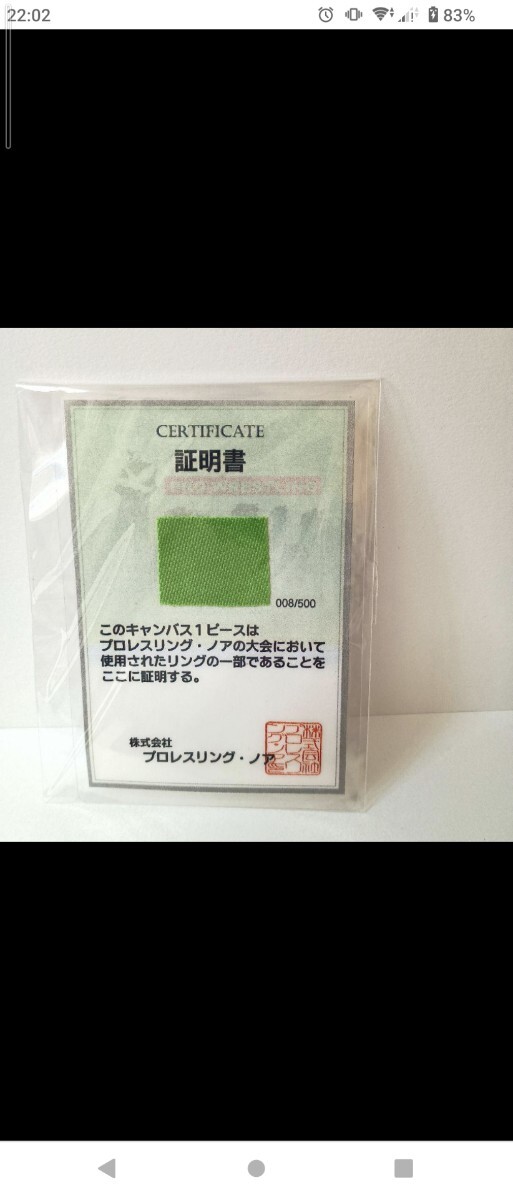 22:02
83%
CERTIFICATE
証明書
008/500
このキャンバス1ピースは
プロレスリング・ノアの大会において
使用されたリングの一部であることを
ここに証明する。
株式会社
プロレスリング・ノア